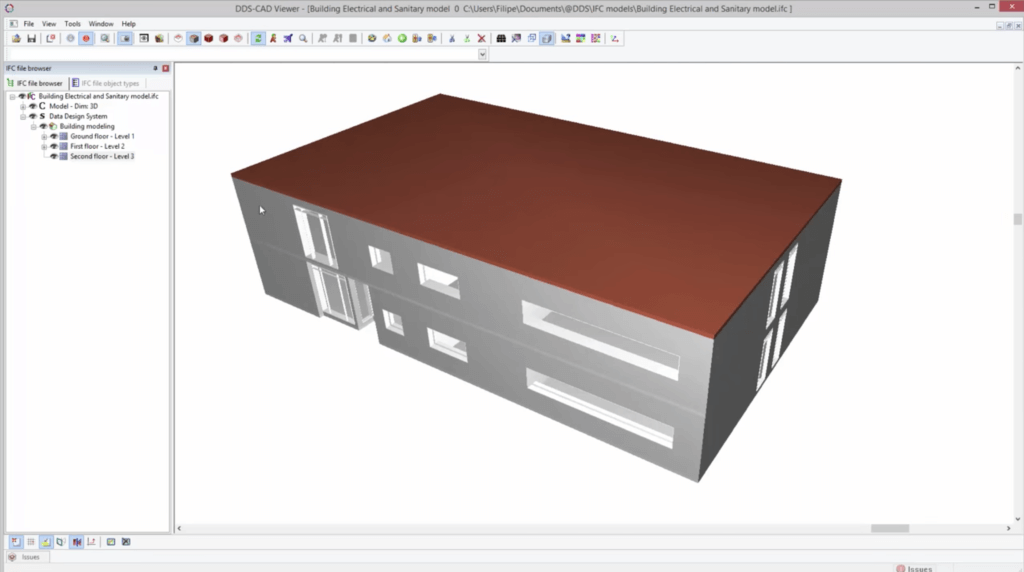 DDS-CAD Viewer - [Building Electrical and Sanitary model 0 C:\Users\Filipe\Documents\@DDS\IFC models\Building Electrical and Sanitary model.ifc ]
File View Tools Window Help
IFC file browser
IFC file browser IFC file object types
Building Electrical and Sanitary model.ifc
Model - Dim: 3D
Data Design System
Building modeling
Ground floor - Level 1
First floor - Level 2
Second floor - Level 3
Issues
Issues